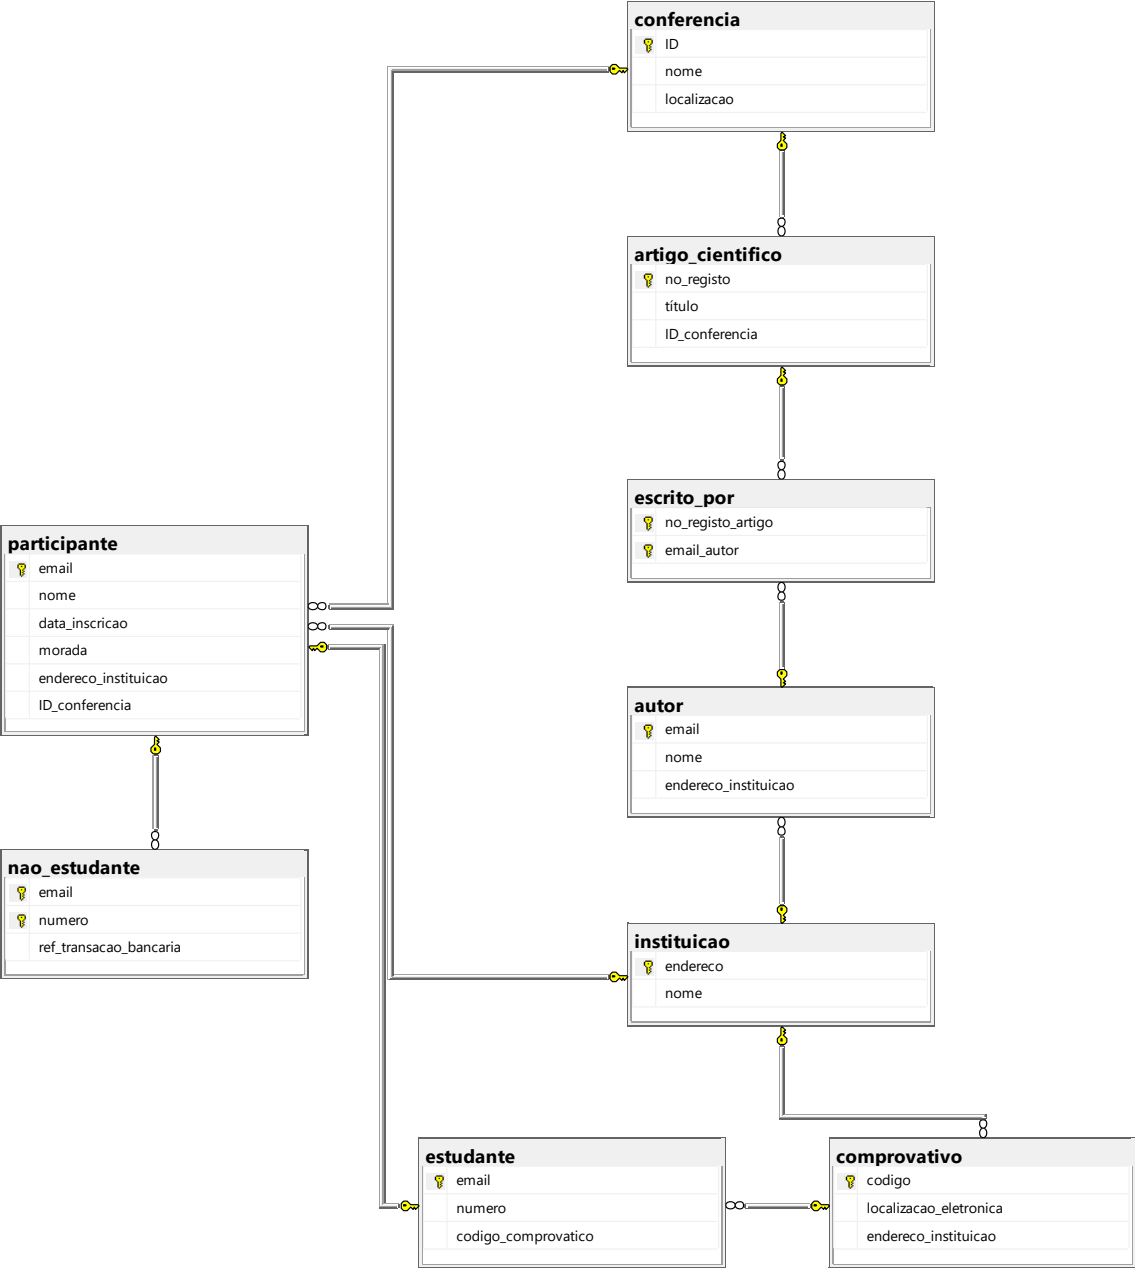 conferencia
ID
nome
localizacao
artigo_cientifico
no_registo
título
ID_conferencia
escrito_por
no_registo_artigo
email_autor
participante
email
nome
data_inscricao
morada
endereco_instituicao
ID_conferencia
autor
email
nome
endereco_instituicao
nao_estudante
email
numero
ref_transacao_bancaria
instituicao
endereco
nome
estudante
email
numero
codigo_comprovatico
comprovativo
codigo
localizacao_eletronica
endereco_instituicao